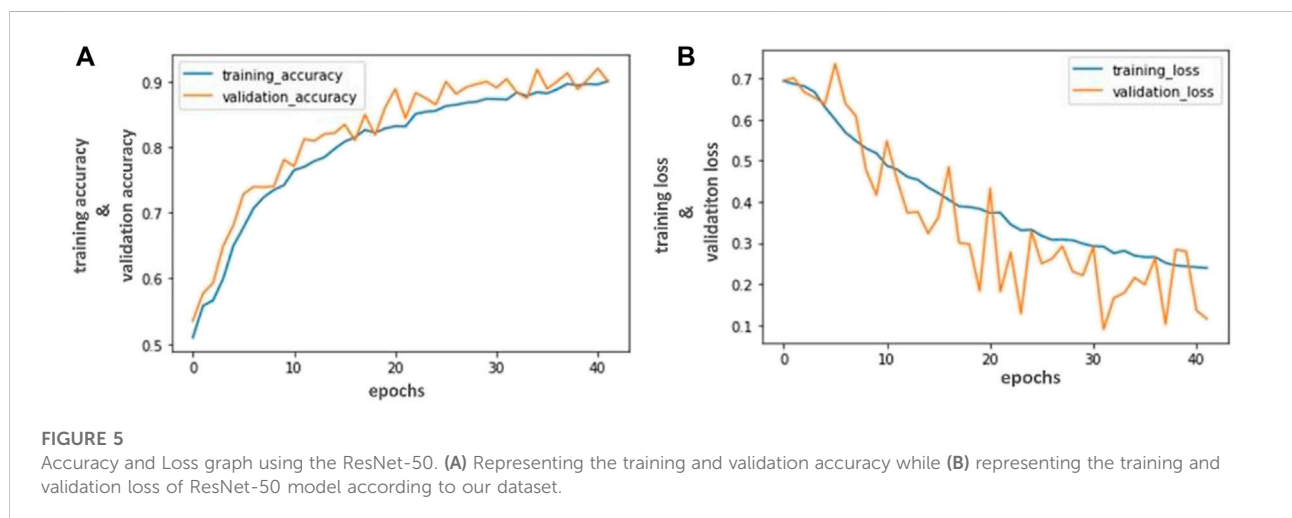 A
training accuracy
&
validation accuracy
0.9
0.8
0.7
0.6
0.5
training_accuracy
validation_accuracy
0 10 20 30 40
epochs
B
training loss
&
validatiton loss
0.7
0.6
0.5
0.4
0.3
0.2
0.1
training_loss
validation_loss
0 10 20 30 40
epochs
FIGURE 5
Accuracy and Loss graph using the ResNet-50. (A) Representing the training and validation accuracy while (B) representing the training and
validation loss of ResNet-50 model according to our dataset.